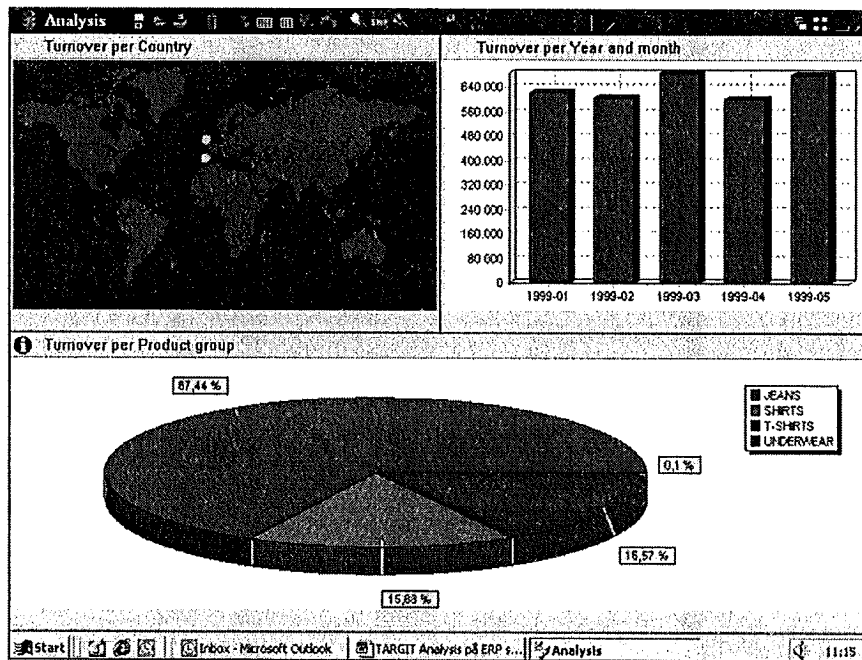 Analysis
Turnover per Country
Turnover per Year and month
640 000
560 000
480 000
400 000
320 000
240 000
160.000
80 000
0
1999-01
1999-02
1999-03
1999-04
1999-05
Turnover per Product group
67,44 %
JEANS
SHIRTS
T-SHIRTS
UNDERWEAR
0,1 %
16,57 %
15,88 %
Start
Inbox - Microsoft Outlook
TARGIT Analysis på ERP s...
Analysis
11:15